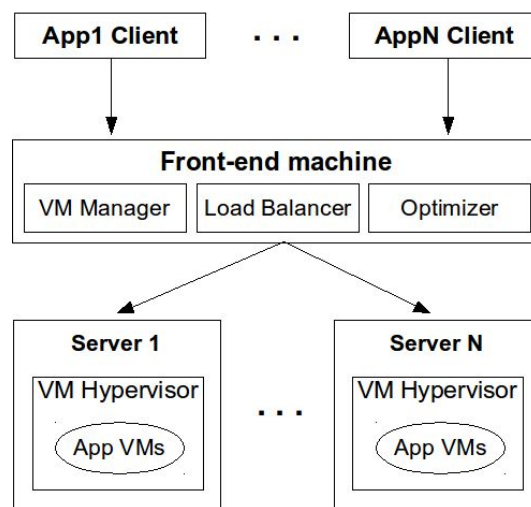 App1 Client
. . .
AppN Client
Front-end machine
VM Manager
Load Balancer
Optimizer
Server 1
Server N
VM Hypervisor
VM Hypervisor
. . .
App VMs
App VMs